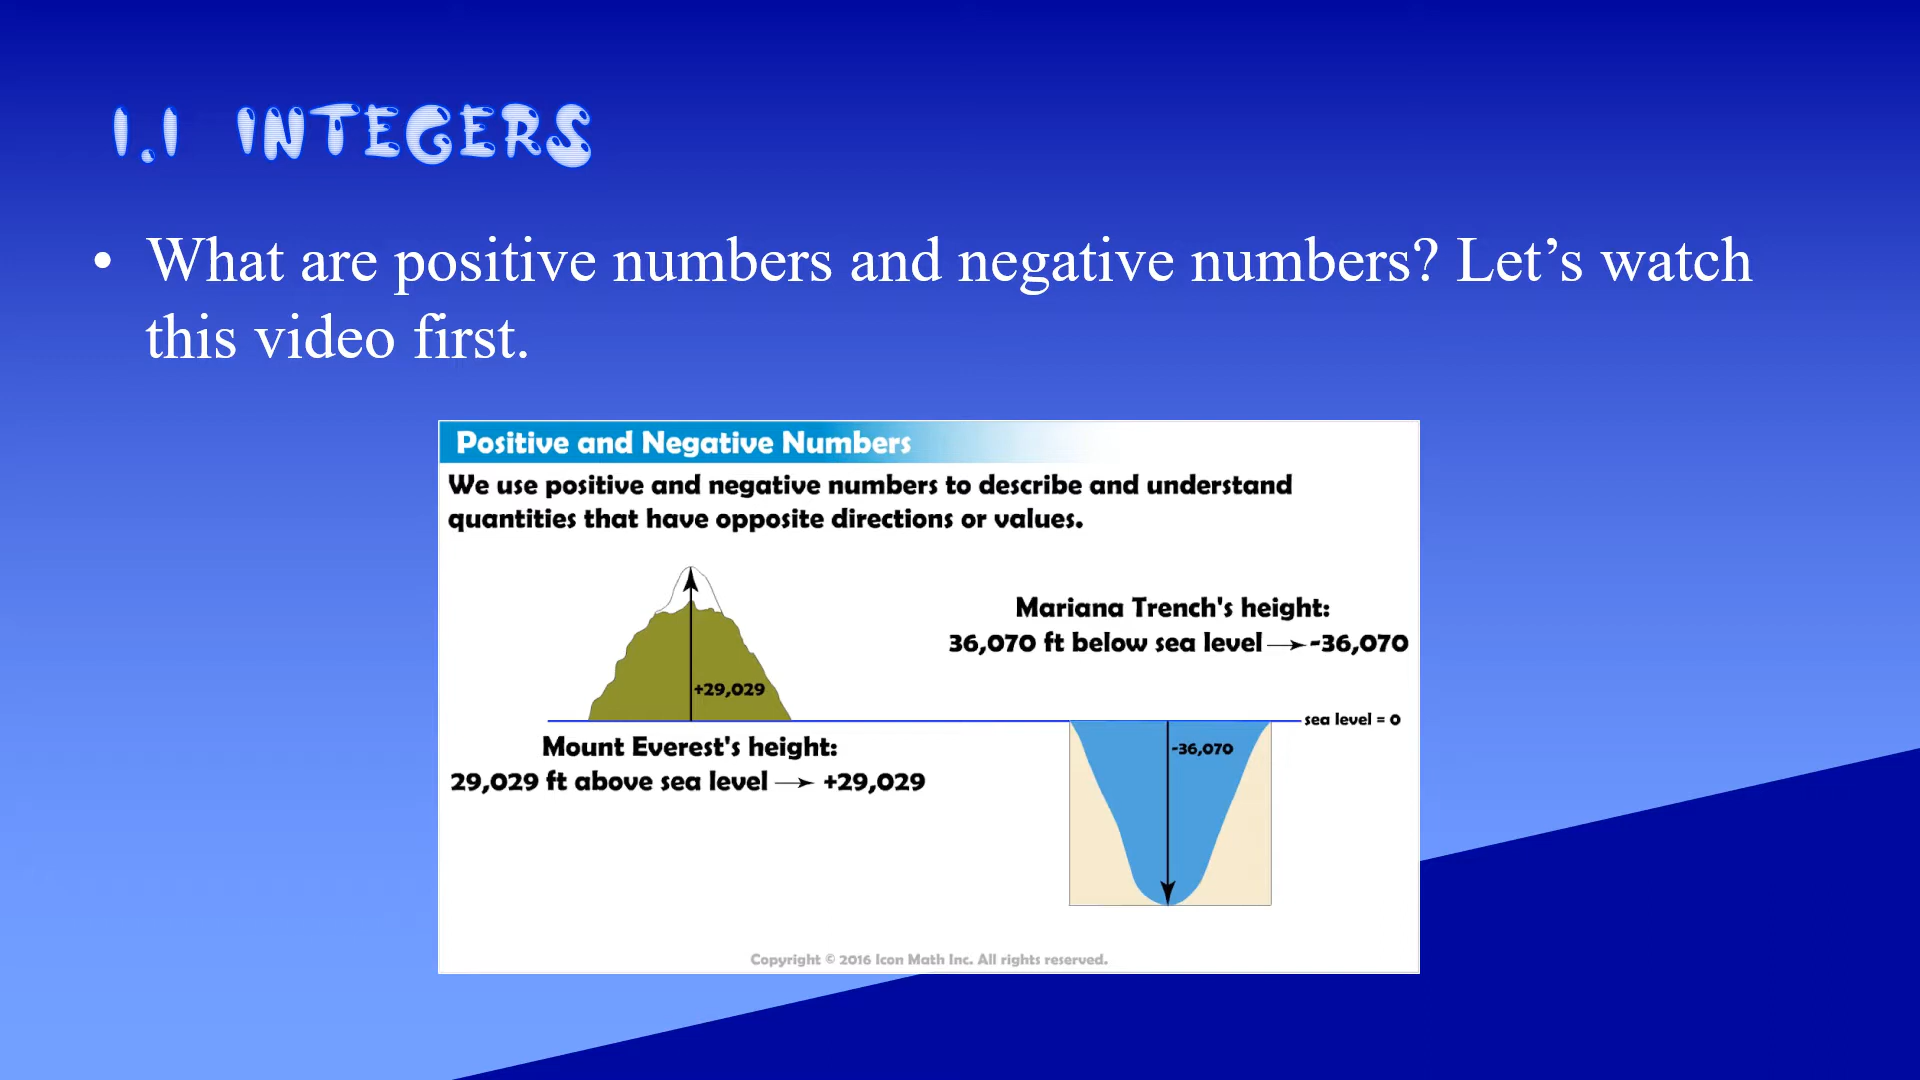 1.1 INTEGERS
• What are positive numbers and negative numbers? Let’s watch
this video first.
Positive and Negative Numbers
We use positive and negative numbers to describe and understand
quantities that have opposite directions or values.
Mariana Trench's height:
36,070 ft below sea level → -36,070
+29,029
sea level = 0
Mount Everest's height:
29,029 ft above sea level → +29,029
-36,070
Copyright © 2016 Icon Math Inc. All rights reserved.